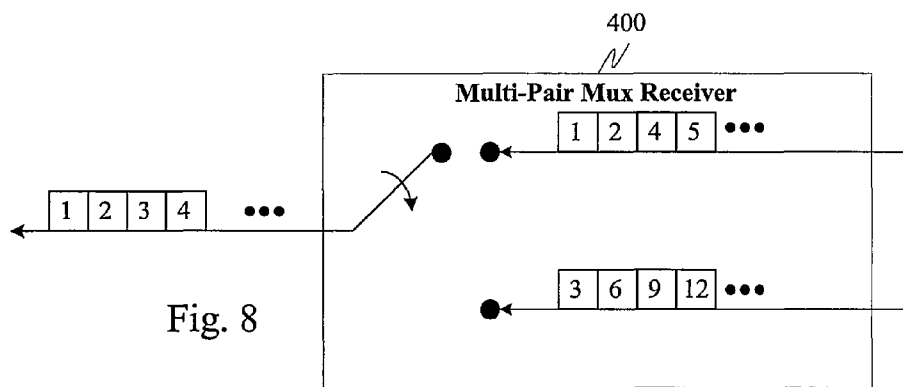 400
Multi-Pair Mux Receiver
1 2 4 5 •••
1 2 3 4 •••
3 6 9 12 •••
Fig. 8